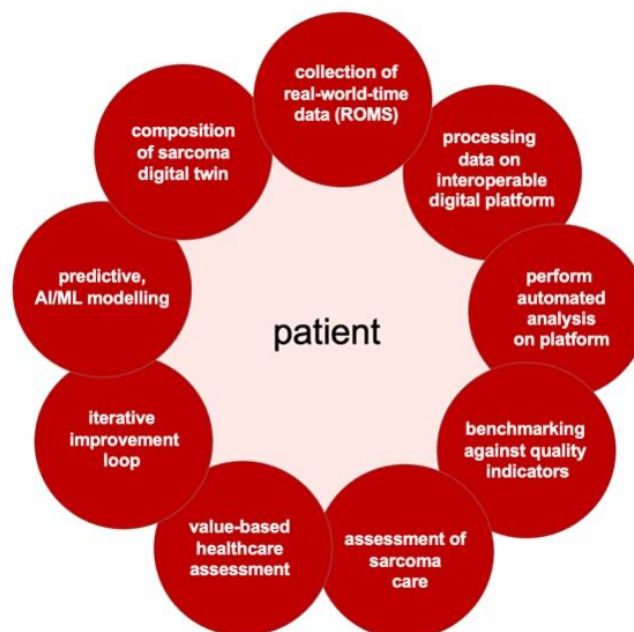 collection of
real-world-time
data (ROMS)
processing
data on
interoperable
digital platform
perform
automated
analysis
on platform
benchmarking
against quality
indicators
assessment of
sarcoma
care
value-based
healthcare
assessment
iterative
improvement
loop
predictive,
AI/ML modelling
composition
of sarcoma
digital twin
patient